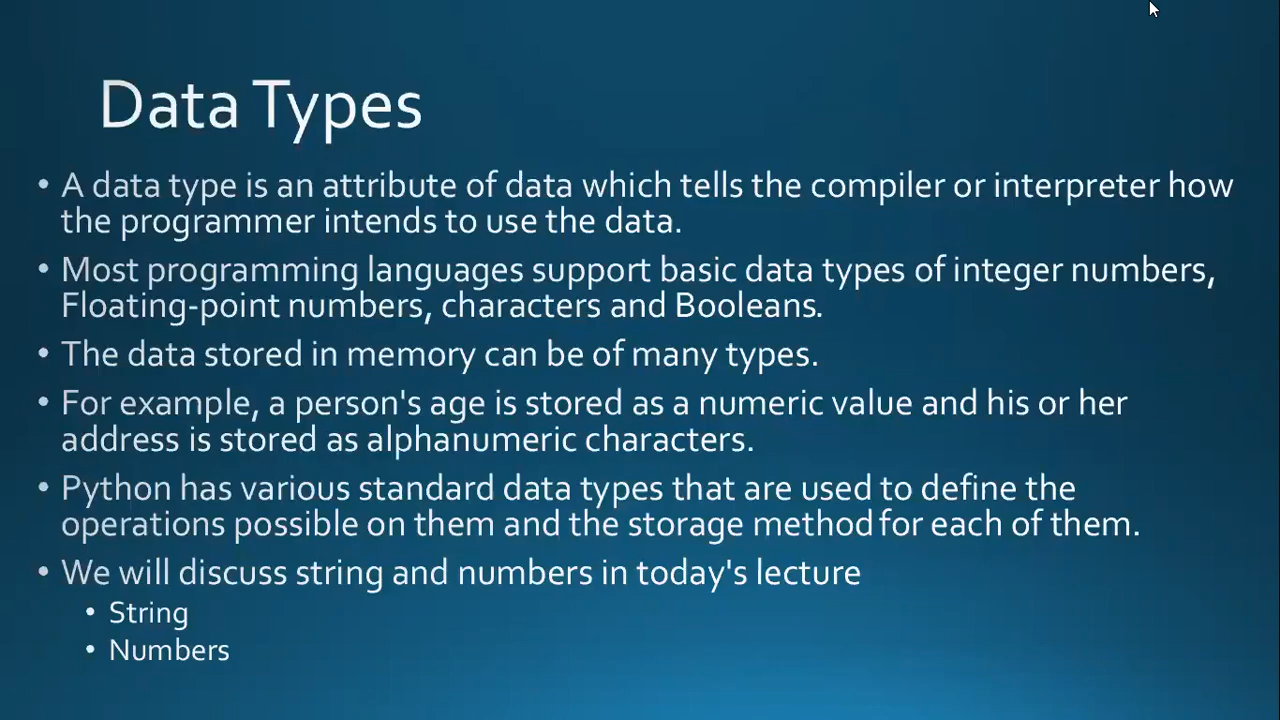 Data Types
• A data type is an attribute of data which tells the compiler or interpreter how
the programmer intends to use the data.
• Most programming languages support basic data types of integer numbers,
Floating-point numbers, characters and Booleans.
• The data stored in memory can be of many types.
• For example, a person's age is stored as a numeric value and his or her
address is stored as alphanumeric characters.
• Python has various standard data types that are used to define the
operations possible on them and the storage method for each of them.
• We will discuss string and numbers in today's lecture
• String
• Numbers